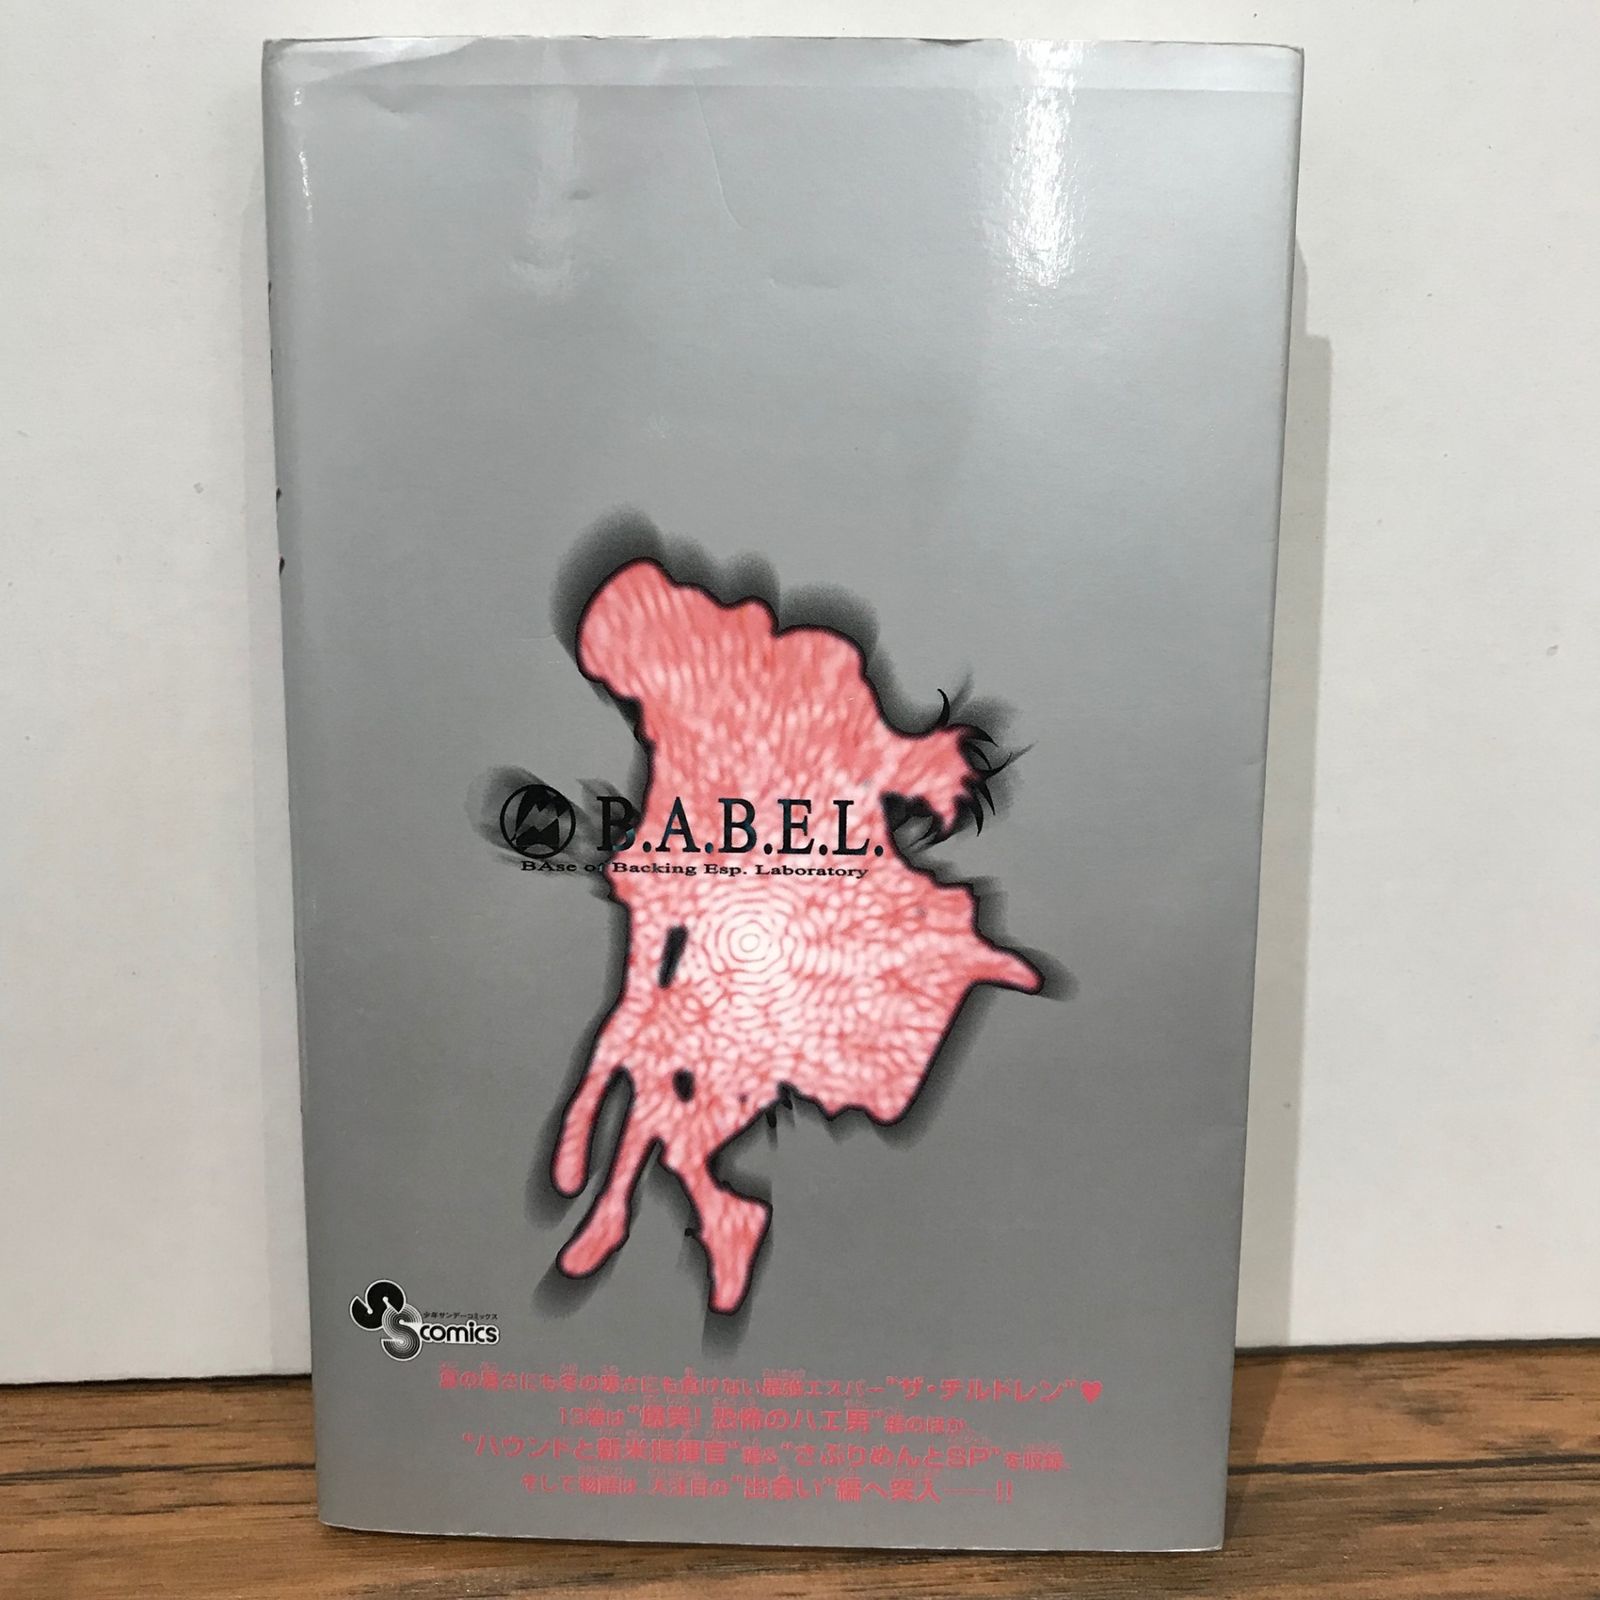 B.A.B.E.L.
BAse of Backing Esp. Laboratory
少年サンデーコミックス
SS comics
夏の暑さにも冬の寒さにも負けない最強エスパー"ザ・チルドレン"♥
13巻は"爆笑!恐怖のハエ男"編のほか、
"ハウンドと新米指揮官"編&"さぷりめんとSP"を収録。
そして物語は、大注目の"出会い"編へ突入——!!